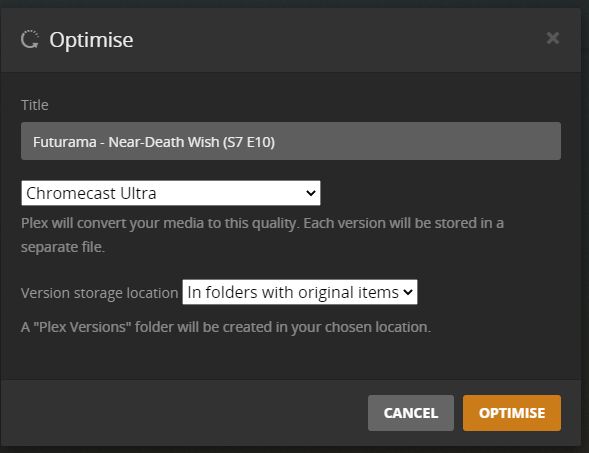 Optimise
Title
Futurama - Near-Death Wish (S7 E10)
Chromecast Ultra
Plex will convert your media to this quality. Each version will be stored in a
separate file.
Version storage location In folders with original items
A "Plex Versions" folder will be created in your chosen location.
CANCEL OPTIMISE